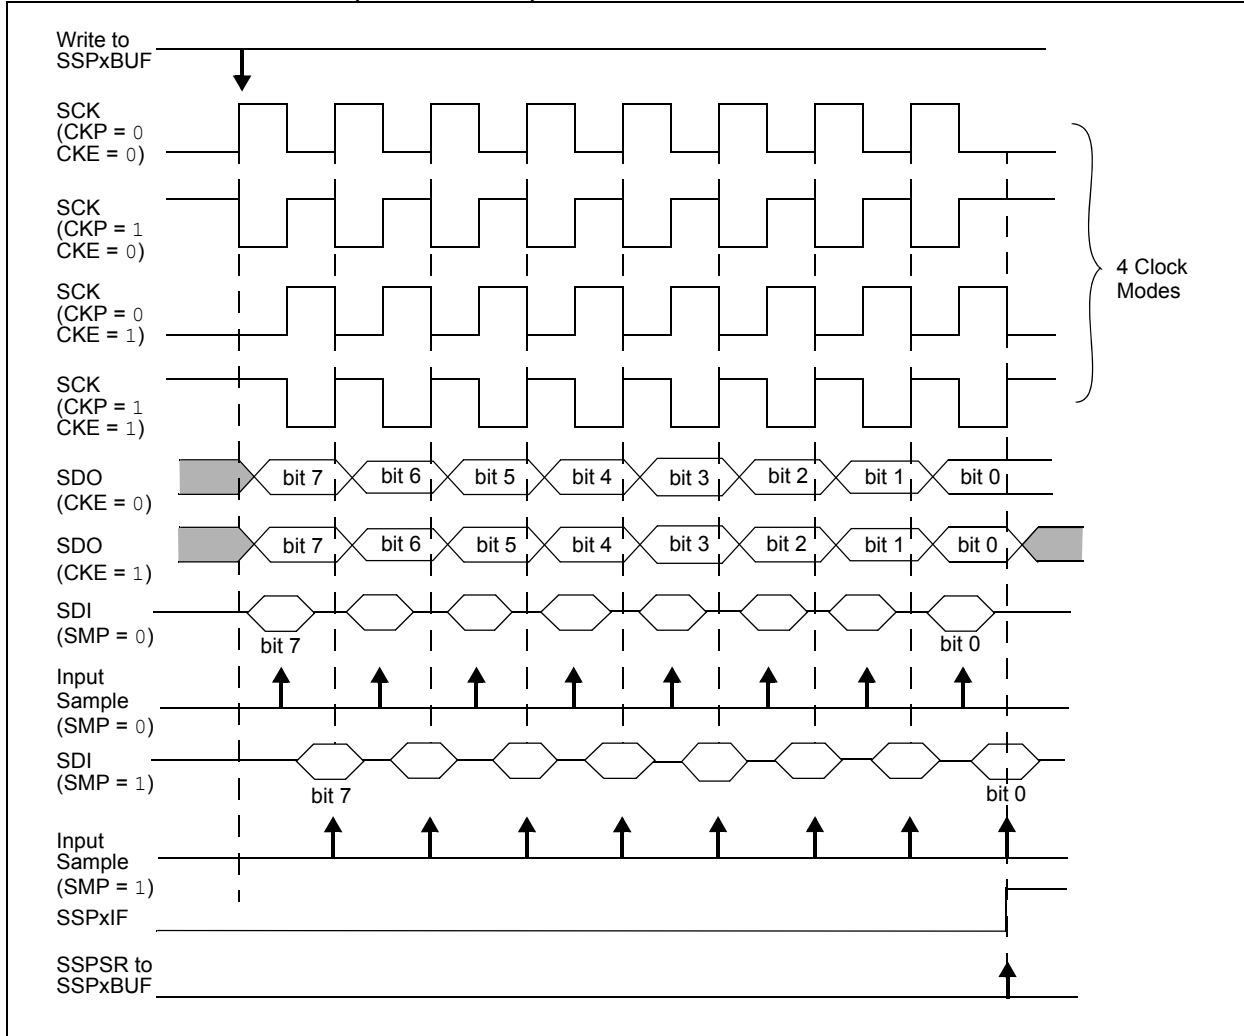 Write to
SSPxBUF
SCK
(CKP = 0
CKE = 0)
SCK
(CKP = 1
CKE = 0)
4 Clock
Modes
SCK
(CKP = 0
CKE = 1)
SCK
(CKP = 1
CKE = 1)
SDO
(CKE = 0)
bit 7 bit 6 bit 5 bit 4 bit 3 bit 2 bit 1 bit 0
SDO
(CKE = 1)
bit 7 bit 6 bit 5 bit 4 bit 3 bit 2 bit 1 bit 0
SDI
(SMP = 0)
bit 7 bit 0
Input
Sample
(SMP = 0)
SDI
(SMP = 1)
bit 7 bit 0
Input
Sample
(SMP = 1)
SSPxIF
SSPSR to
SSPxBUF